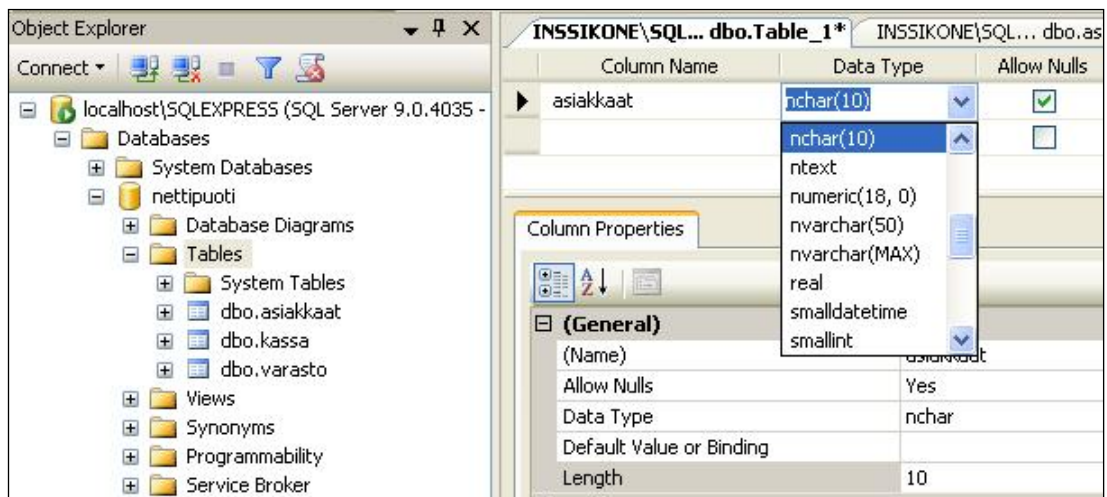 Object Explorer
Connect
localhost\SQLEXPRESS (SQL Server 9.0.4035 -
Databases
System Databases
nettipuoti
Database Diagrams
Tables
System Tables
dbo.asiakkaat
dbo.kassa
dbo.varasto
Views
Synonyms
Programmability
Service Broker
INSSIKONE\SQL... dbo.Table_1* INSSIKONE\SQL... dbo.as
Column Name Data Type Allow Nulls
asiakkaat nchar(10)
nchar(10)
ntext
numeric(18, 0)
nvarchar(50)
nvarchar(MAX)
real
smalldatetime
smallint
Column Properties
(General)
(Name) asiakkaat
Allow Nulls Yes
Data Type nchar
Default Value or Binding
Length 10